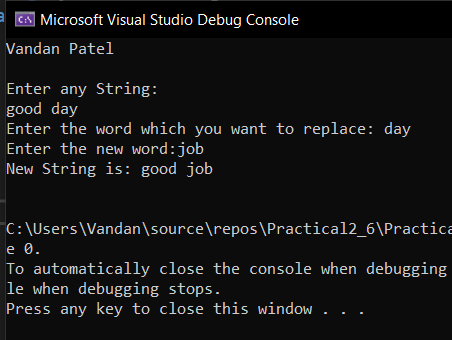 Microsoft Visual Studio Debug Console
Vandan Patel
Enter any String:
good day
Enter the word which you want to replace: day
Enter the new word:job
New String is: good job
C:\Users\Vandan\source\repos\Practical2_6\Practica
e 0.
To automatically close the console when debugging
le when debugging stops.
Press any key to close this window . . .